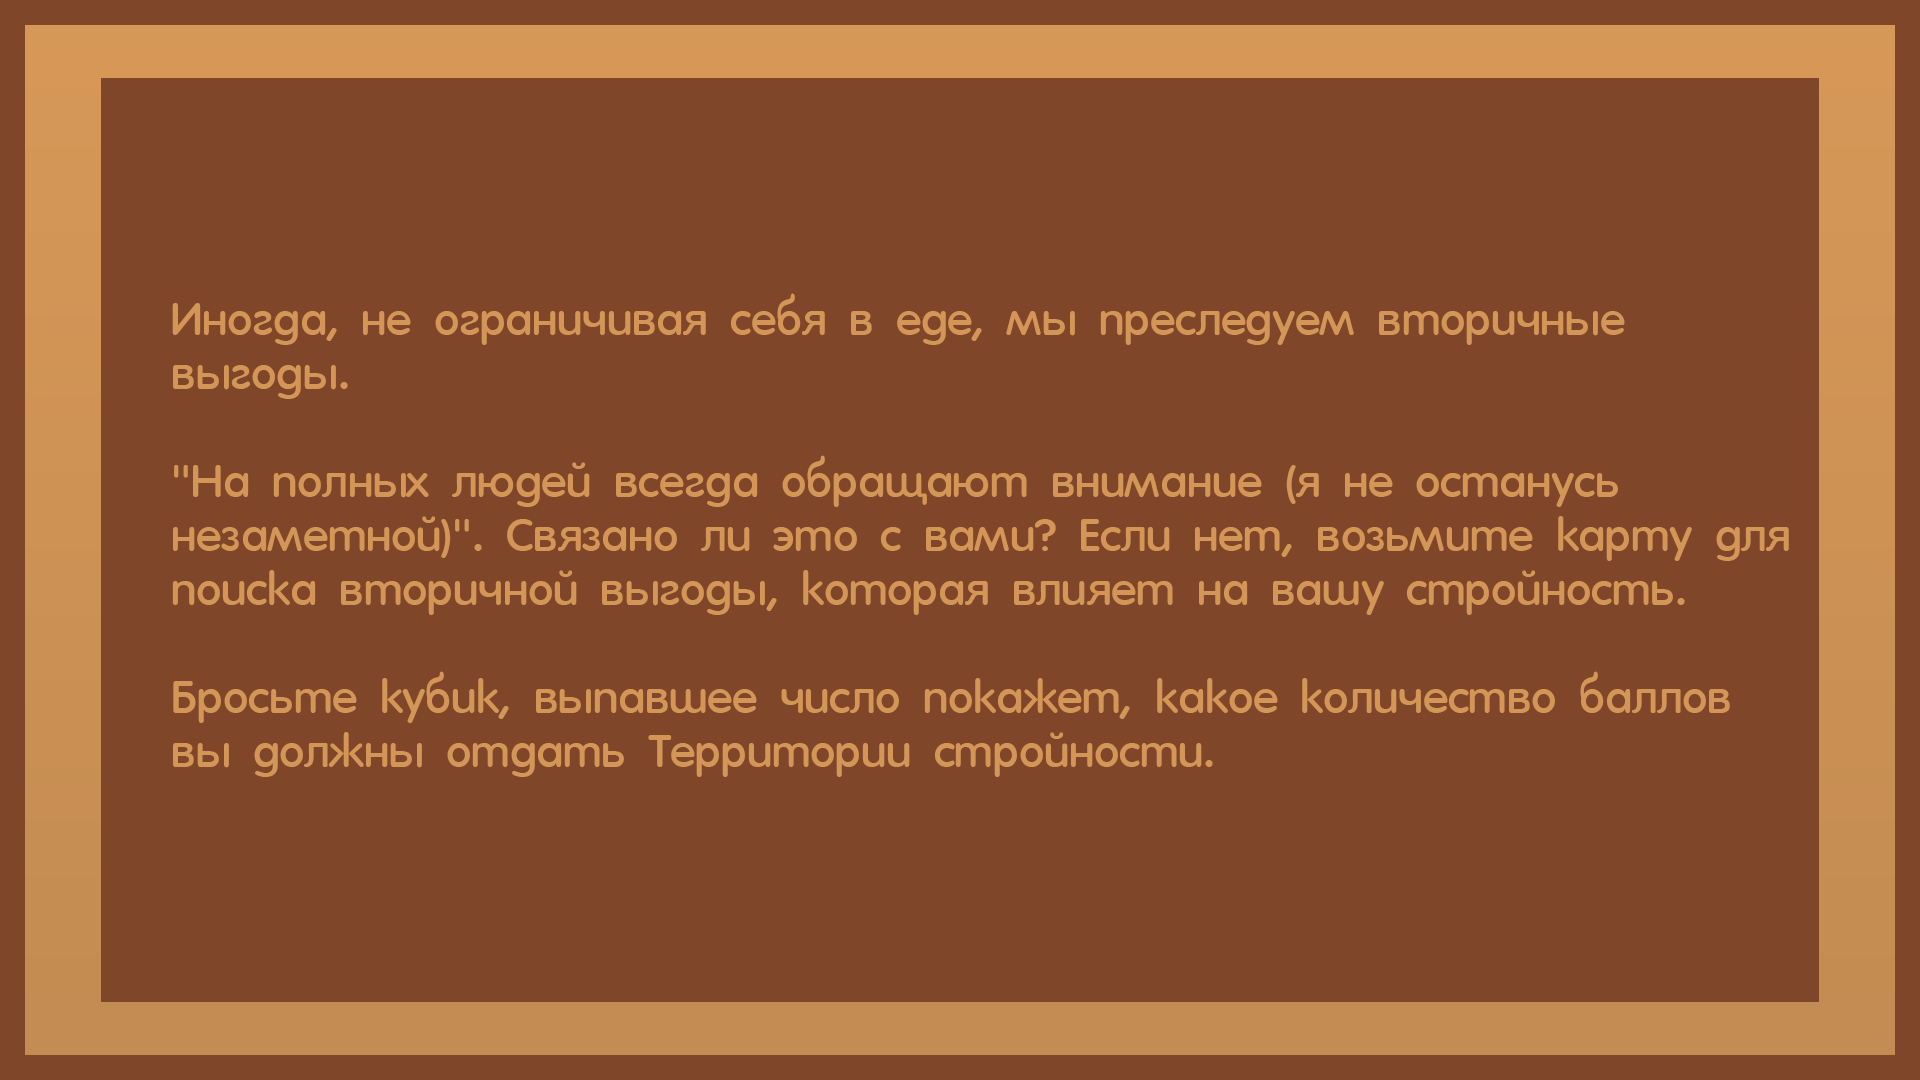 Иногда, не ограничивая себя в еде, мы преследуем вторичные
выгоды.
"На полных людей всегда обращают внимание (я не останусь
незаметной)". Связано ли это с вами? Если нет, возьмите карту для
поиска вторичной выгоды, которая влияет на вашу стройность.
Бросьте кубик, выпавшее число покажет, какое количество баллов
вы должны отдать Территории стройности.